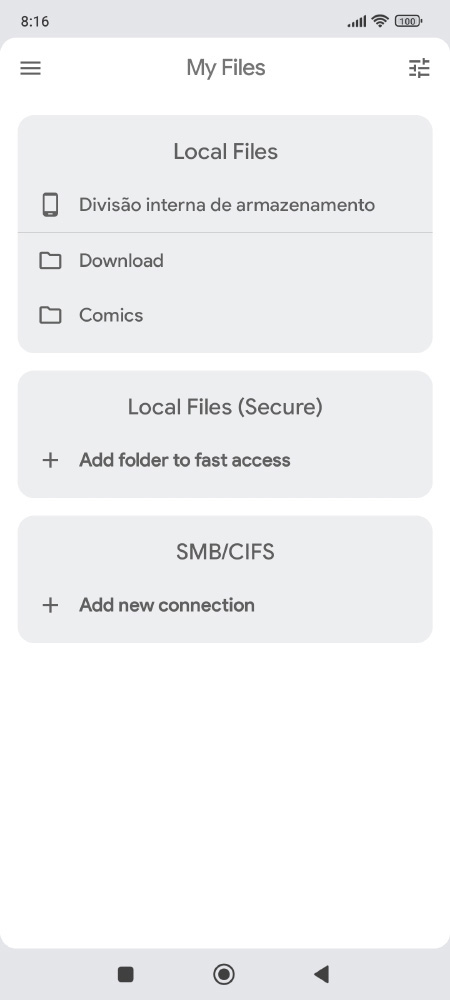 8:16
100
My Files
Local Files
Divisão interna de armazenamento
Download
Comics
Local Files (Secure)
Add folder to fast access
SMB/CIFS
Add new connection